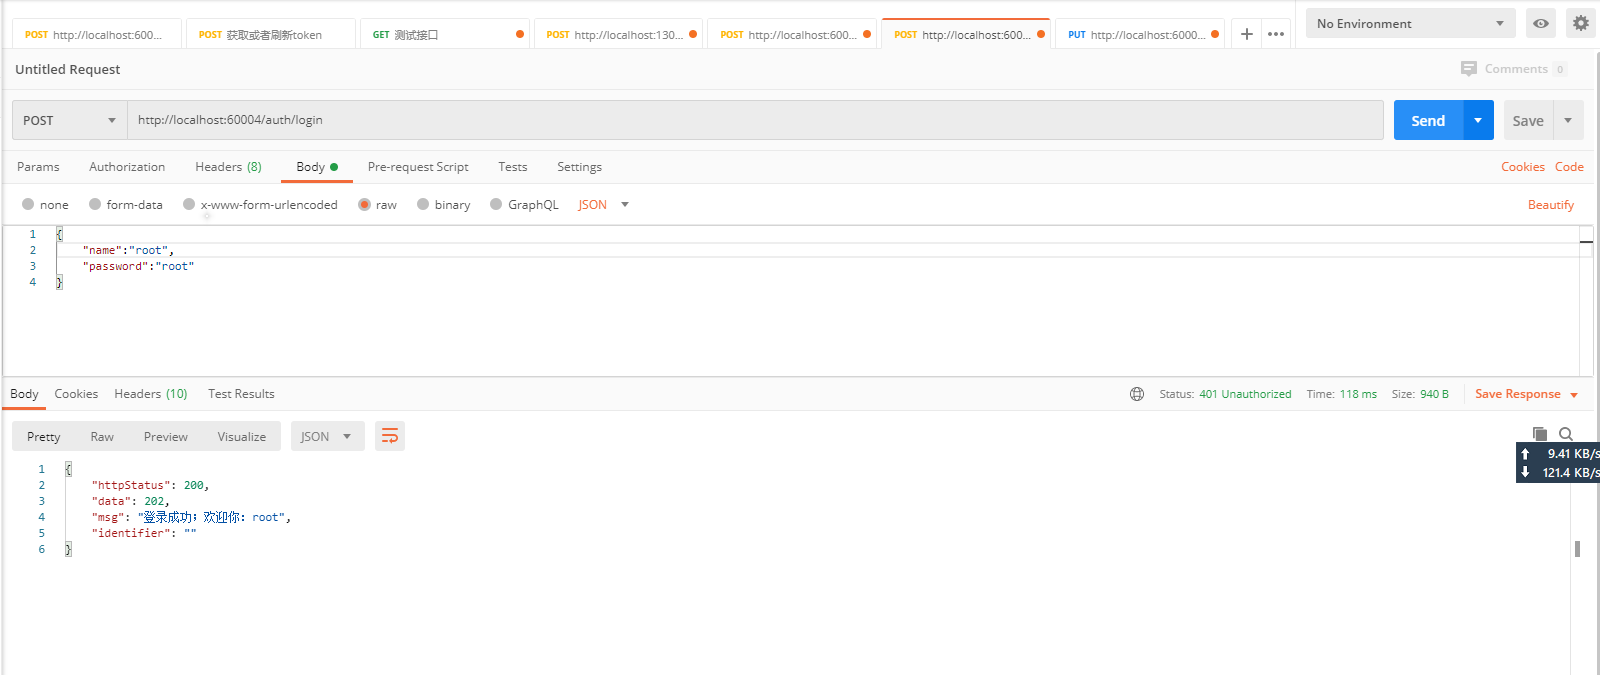 POST http://localhost:600...
POST 获取或者刷新token
GET 测试接口
POST http://localhost:130...
POST http://localhost:600...
POST http://localhost:600...
PUT http://localhost:6000...
No Environment
Untitled Request
Comments 0
POST
http://localhost:60004/auth/login
Send
Save
Params Authorization Headers (8) Body Pre-request Script Tests Settings
Cookies Code
none form-data x-www-form-urlencoded raw binary GraphQL JSON
Beautify
1 {
2 "name":"root",
3 "password":"root"
4 }
Body Cookies Headers (10) Test Results
Status: 401 Unauthorized Time: 118 ms Size: 940 B
Save Response
Pretty Raw Preview Visualize JSON
9.41 KB/s
121.4 KB/s
1 {
2 "httpStatus": 200,
3 "data": 202,
4 "msg": "登录成功；欢迎你：root",
5 "identifier": ""
6 }